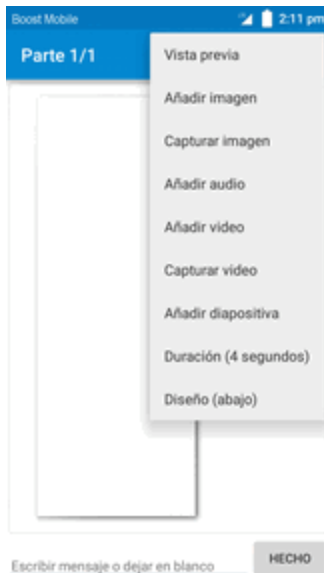 Boost Mobile 2:11 pm
Parte 1/1
Vista previa
Añadir imagen
Capturar imagen
Añadir audio
Añadir video
Capturar video
Añadir diapositiva
Duración (4 segundos)
Diseño (abajo)
Escribir mensaje o dejar en blanco
HECHO